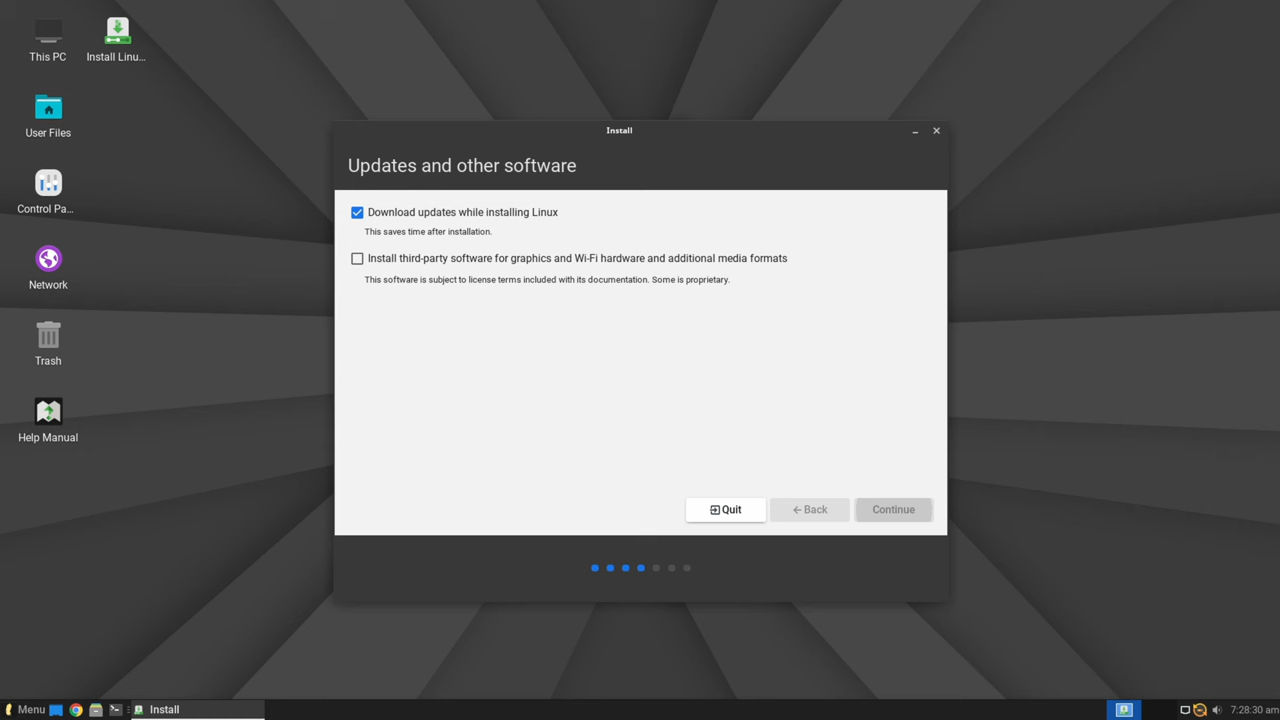 This PC
Install Linu...
User Files
Control Pa...
Network
Trash
Help Manual
Install
Updates and other software
Download updates while installing Linux
This saves time after installation.
Install third-party software for graphics and Wi-Fi hardware and additional media formats
This software is subject to license terms included with its documentation. Some is proprietary.
Quit
Back
Continue
Menu
Install
7:28:30 am